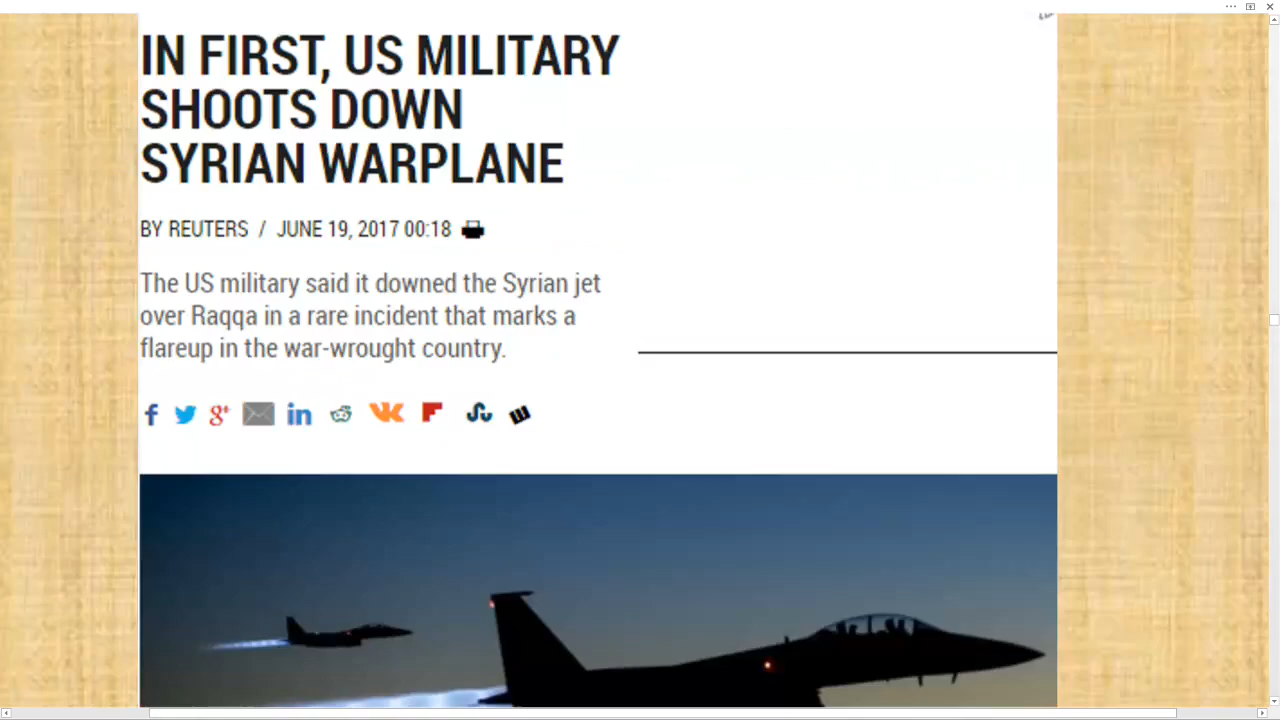 IN FIRST, US MILITARY
SHOOTS DOWN
SYRIAN WARPLANE
BY REUTERS / JUNE 19, 2017 00:18
The US military said it downed the Syrian jet
over Raqqa in a rare incident that marks a
flareup in the war-wrought country.